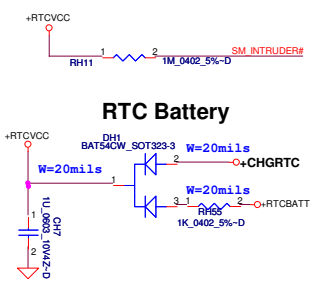 +RTCVCC
1 2 SM_INTRUDER#
RH11 1M_0402_5%~D
RTC Battery
+RTCVCC
DH1
BAT54CW_SOT323-3
W=20mils
2 +CHGRTC
W=20mils 1
W=20mils
3 1 2 +RTCBATT
RH55
1K_0402_5%~D
1
CH7
1U_0603_10V4Z~D
2